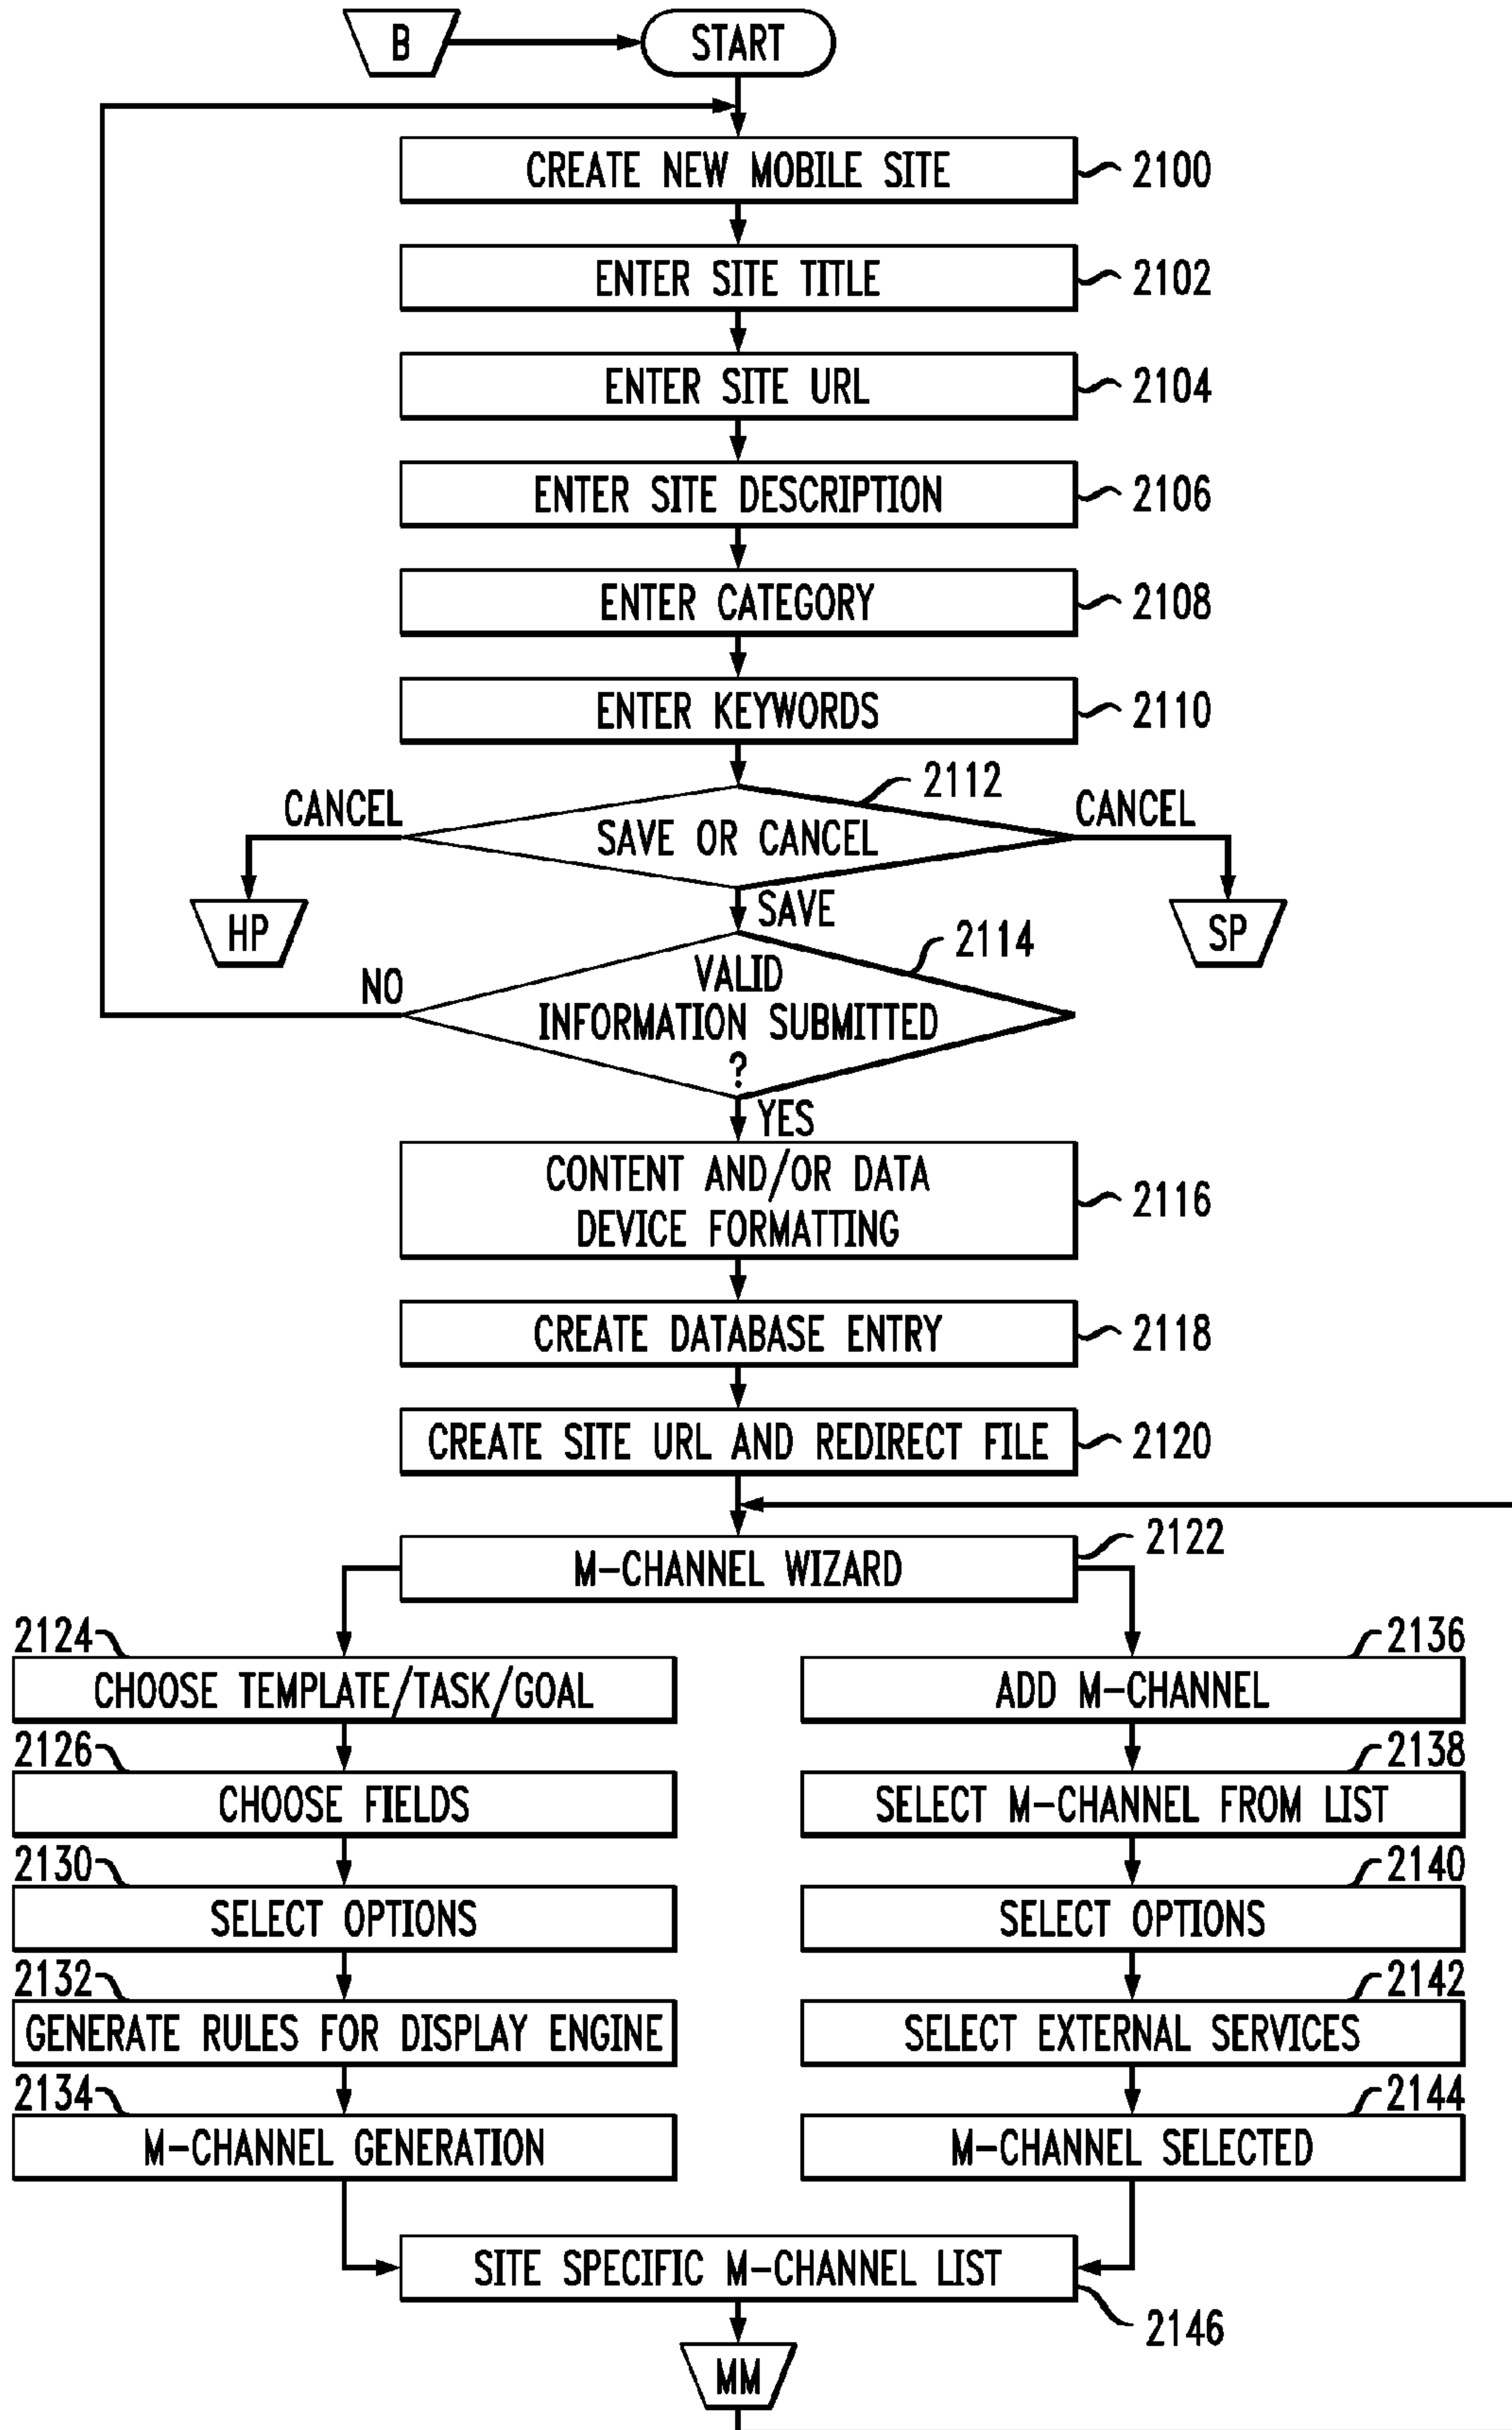 B
START
CREATE NEW MOBILE SITE
2100
ENTER SITE TITLE
2102
ENTER SITE URL
2104
ENTER SITE DESCRIPTION
2106
ENTER CATEGORY
2108
ENTER KEYWORDS
2110
2112
CANCEL
SAVE OR CANCEL
CANCEL
HP
SAVE
SP
2114
NO
VALID
INFORMATION SUBMITTED
?
YES
CONTENT AND/OR DATA
DEVICE FORMATTING
2116
CREATE DATABASE ENTRY
2118
CREATE SITE URL AND REDIRECT FILE
2120
M-CHANNEL WIZARD
2122
2124
CHOOSE TEMPLATE/TASK/GOAL
2126
CHOOSE FIELDS
2130
SELECT OPTIONS
2132
GENERATE RULES FOR DISPLAY ENGINE
2134
M-CHANNEL GENERATION
2136
ADD M-CHANNEL
2138
SELECT M-CHANNEL FROM LIST
2140
SELECT OPTIONS
2142
SELECT EXTERNAL SERVICES
2144
M-CHANNEL SELECTED
SITE SPECIFIC M-CHANNEL LIST
2146
MM